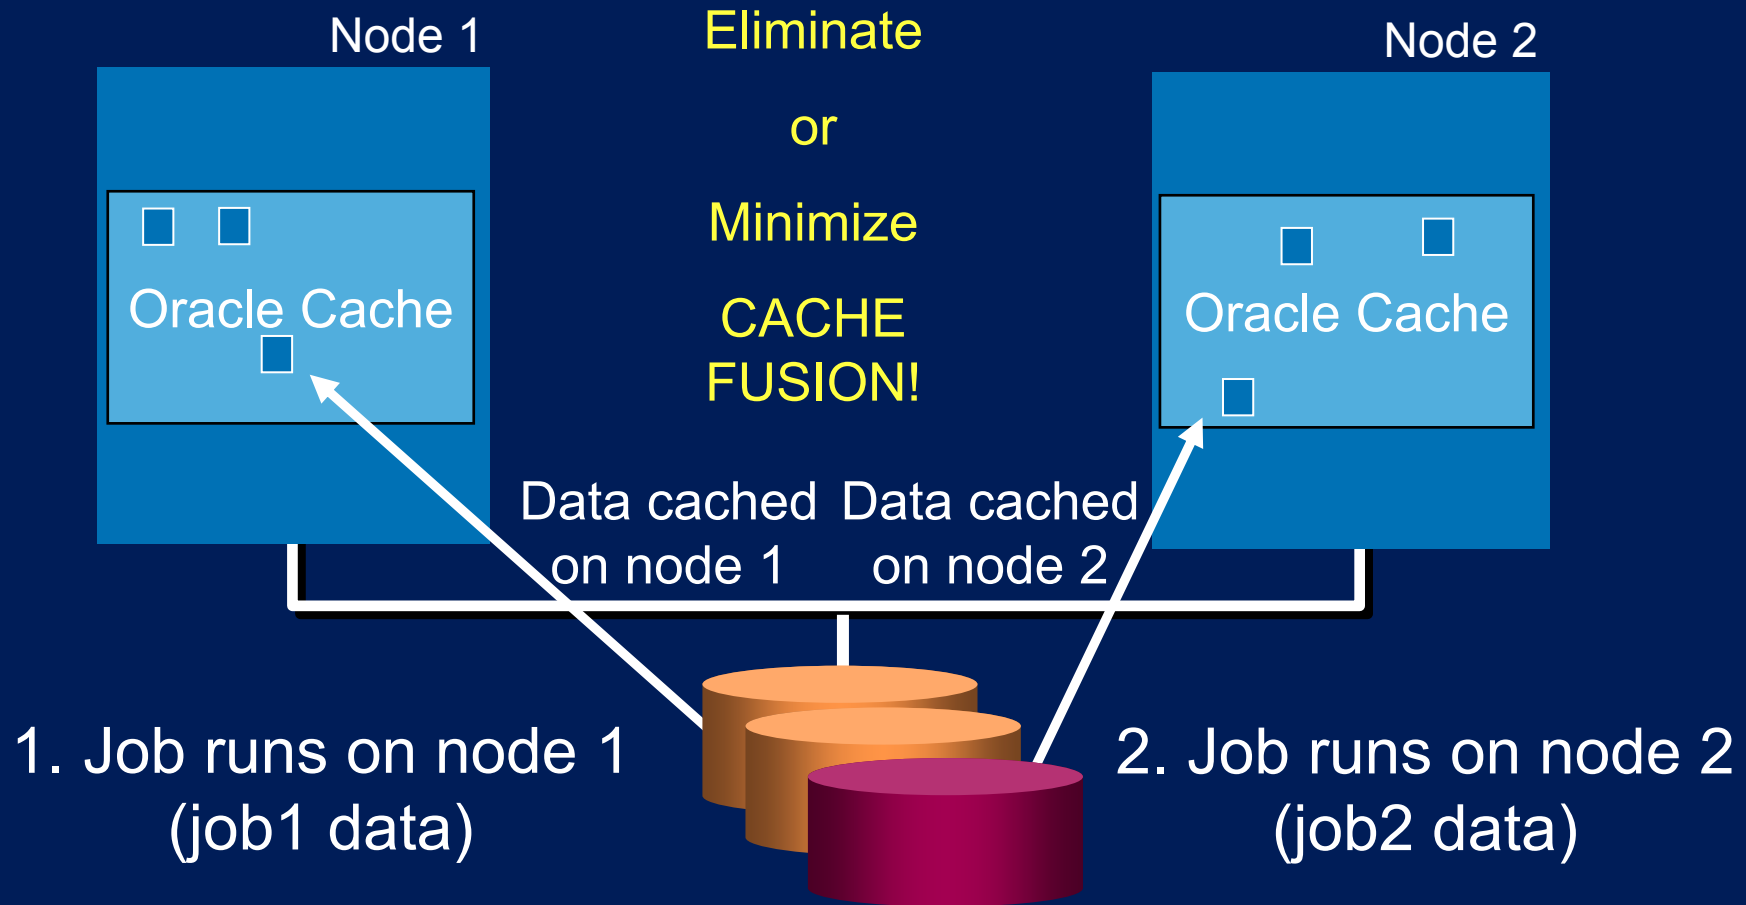 Node 1
Eliminate
or
Minimize
CACHE
FUSION!
Node 2
Oracle Cache
Oracle Cache
Data cached
on node 1
Data cached
on node 2
1. Job runs on node 1
(job1 data)
2. Job runs on node 2
(job2 data)